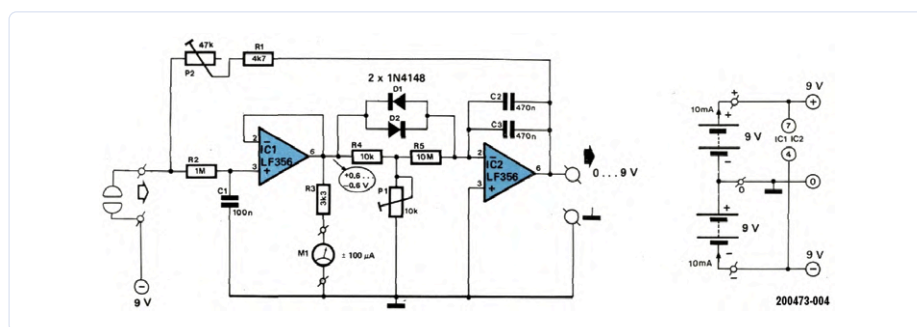 47k
P2
R1
4k7
2 x 1N4148
D1
D2
C2
470n
C3
470n
R2
1M
C1
100n
2
3
IC1
LF356
6
R4
10k
R5
10M
+0.6 ...
−0.6 V
R3
3k3
P1
10k
M1
± 100 µA
2
3
IC2
LF356
6
0 ... 9 V
9 V
+
10mA
+
9 V
−
7
IC1 IC2
4
0
0
+
9 V
−
10mA
−
9 V
9 V
200473-004